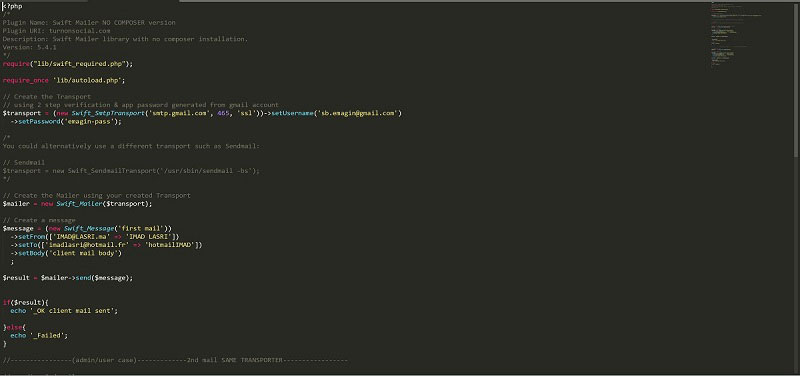 <?php
/*
Plugin Name: Swift Mailer NO COMPOSER version
Plugin URI: turnonsocial.com
Description: Swift Mailer library with no composer installation.
Version: 5.4.1
*/
require("lib/swift_required.php");
require_once 'lib/autoload.php';
// Create the Transport
// using 2 step verification & app password generated from gmail account
$transport = (new Swift_SmtpTransport('smtp.gmail.com', 465, 'ssl'))->setUsername('sb.emagin@gmail.com')
->setPassword('emagin-pass');
/*
You could alternatively use a different transport such as Sendmail:
// Sendmail
$transport = new Swift_SendmailTransport('/usr/sbin/sendmail -bs');
*/
// Create the Mailer using your created Transport
$mailer = new Swift_Mailer($transport);
// Create a message
$message = (new Swift_Message('first mail'))
->setFrom(['IMAD@LASRI.ma' => 'IMAD LASRI'])
->setTo(['imadlasri@hotmail.fr' => 'hotmailIMAD'])
->setBody('client mail body')
;
$result = $mailer->send($message);
if($result){
echo '_OK client mail sent';
}else{
echo '_Failed';
}
//----------------(admin/user case)-------------2nd mail SAME TRANSPORTER-----------------